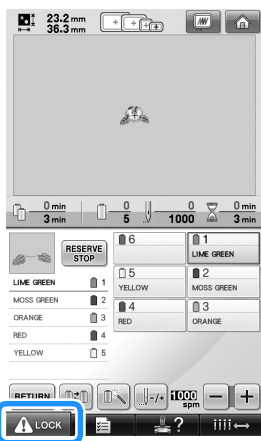 23.2 mm
36.3 mm
0 min
3 min
0
5
0
1000
0 min
3 min
RESERVE
STOP
LIME GREEN 1
MOSS GREEN 2
ORANGE 3
RED 4
YELLOW 5
6
1
LIME GREEN
5
YELLOW
2
MOSS GREEN
4
RED
3
ORANGE
RETURN
-/+
1000
spm
-
+
LOCK
?